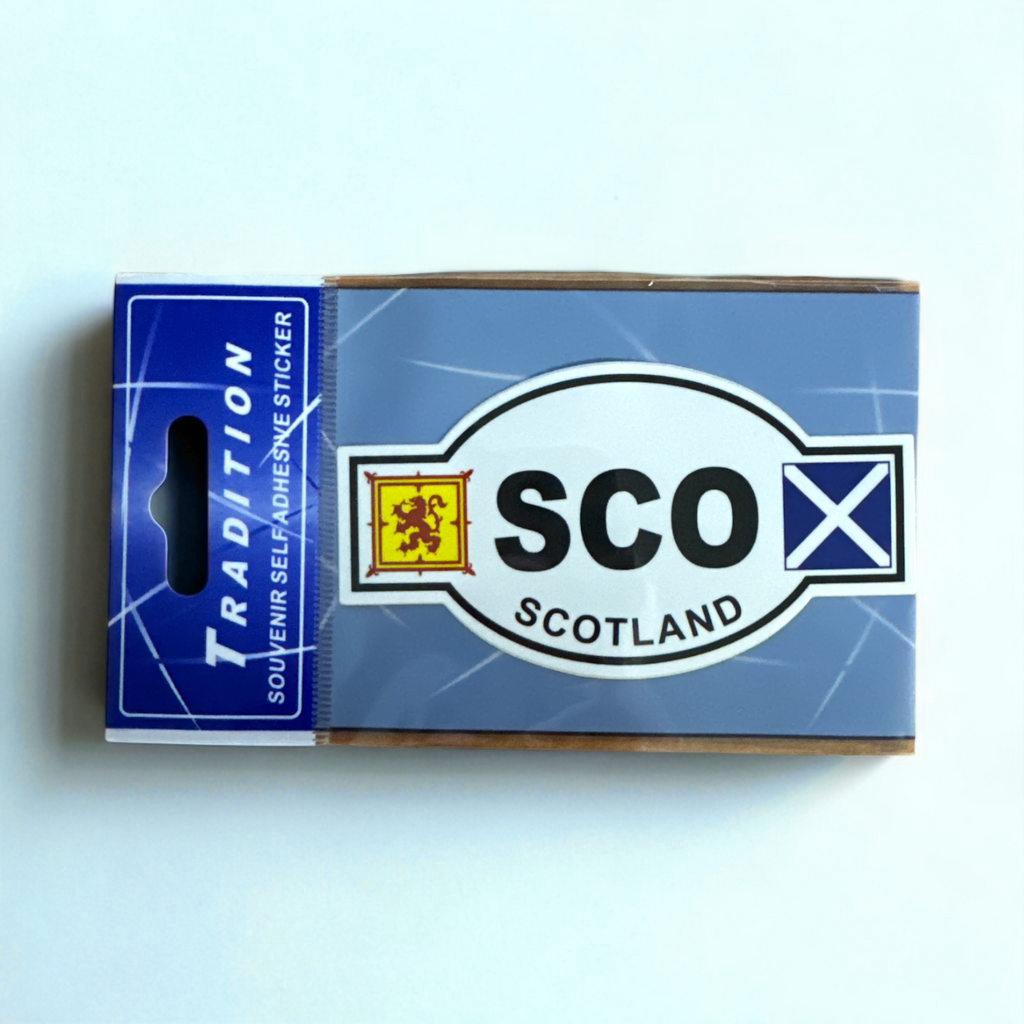 TRADITION
SOUVENIR SELF ADHESIVE STICKER
SCO
SCOTLAND